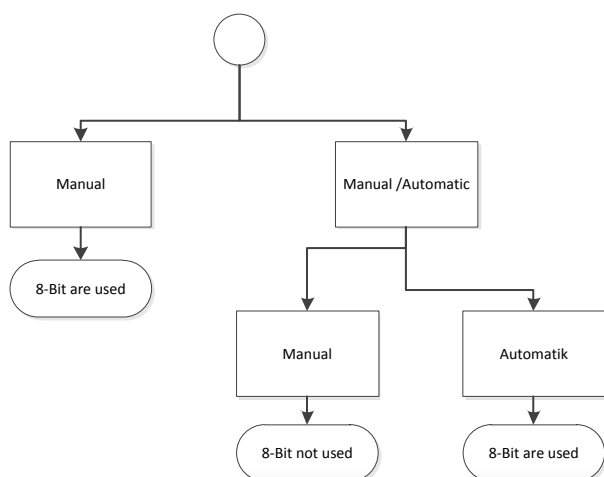 Manual
Manual /Automatic
8-Bit are used
Manual
Automatik
8-Bit not used
8-Bit are used